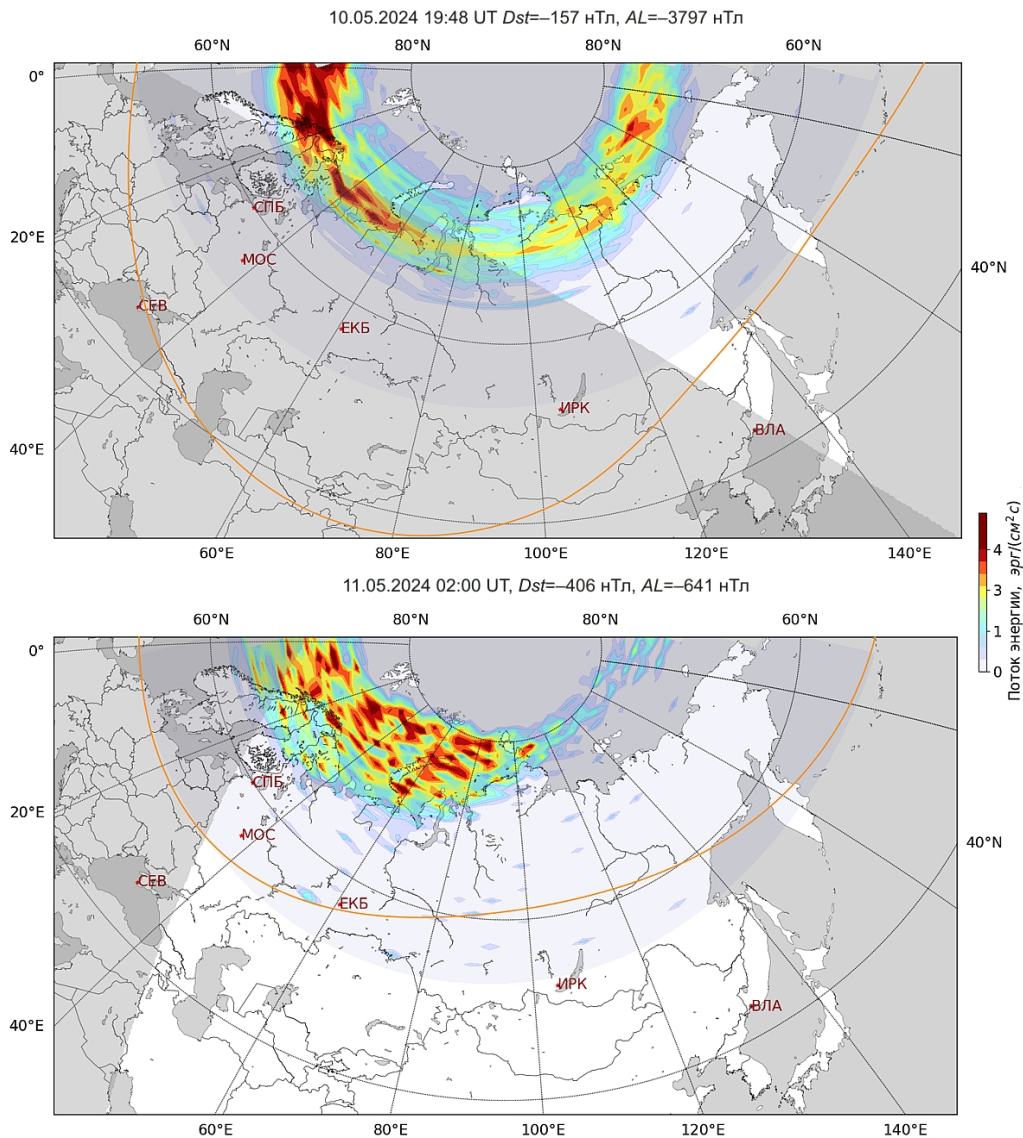 10.05.2024 19:48 UT Dst=–157 нТл, AL=–3797 нТл
60°N 80°N 80°N 60°N
0°
20°E
40°E
40°N
СПБ
МОС
СЕВ
ЕКБ
ИРК
ВЛА
60°E 80°E 100°E 120°E 140°E
11.05.2024 02:00 UT, Dst=–406 нТл, AL=–641 нТл
60°N 80°N 80°N 60°N
0°
20°E
40°E
40°N
СПБ
МОС
СЕВ
ЕКБ
ИРК
ВЛА
60°E 80°E 100°E 120°E 140°E
4
3
1
0
Поток энергии, эрг/(см²с)